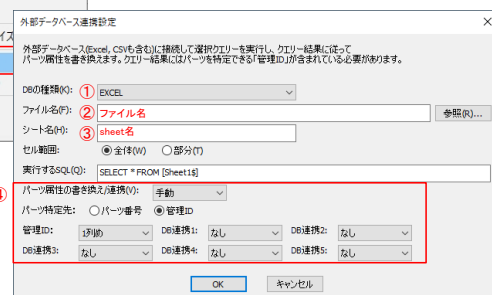 外部データベース連携設定
イズ
外部データベース(Excel, CSVも含む)に接続して選択クエリーを実行し、クエリー結果に従って
パーツ属性を書き換えます。クエリー結果にはパーツを特定できる「管理ID」が含まれている必要があります。
DBの種類(K): ① EXCEL
ファイル名(F): ② ファイル名 参照(R)...
シート名(H): ③ sheet名
セル範囲: 全体(W) 部分(T)
実行するSQL(Q): SELECT * FROM [Sheet1$]
④
パーツ属性の書き換え/連携(V): 手動
パーツ特定先: パーツ番号 管理ID
管理ID: 1列め DB連携1: なし DB連携2: なし
DB連携3: なし DB連携4: なし DB連携5: なし
OK キャンセル